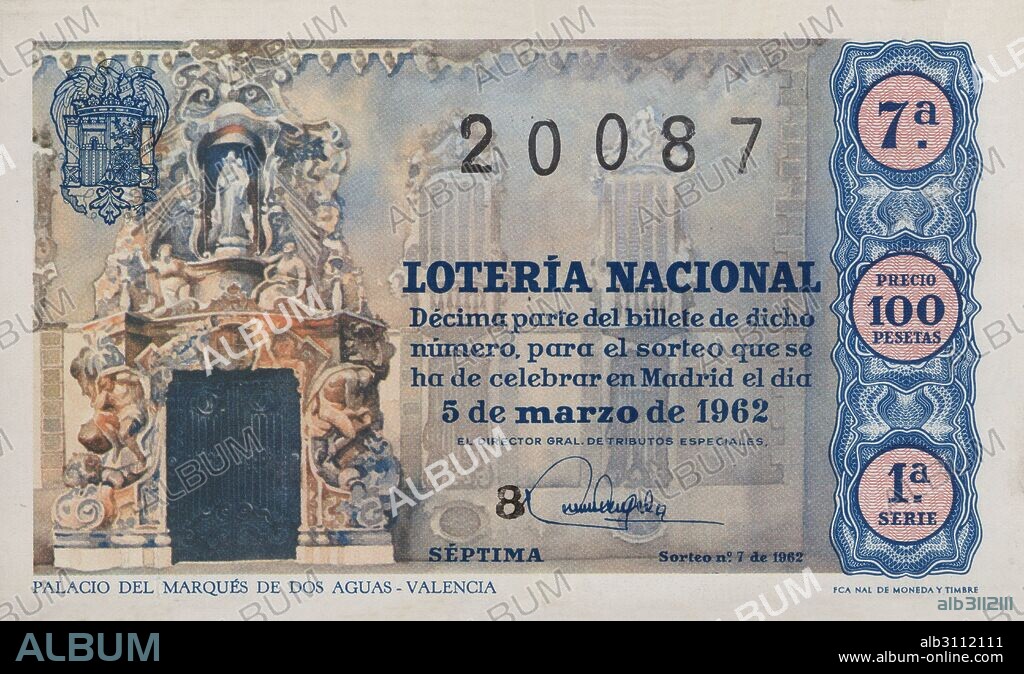 20087
7ª
LOTERÍA NACIONAL
Décima parte del billete de dicho
número, para el sorteo que se
ha de celebrar en Madrid el día
5 de marzo de 1962
EL DIRECTOR GRAL. DE TRIBUTOS ESPECIALES,
8
SÉPTIMA
Sorteo nº. 7 de 1962
PRECIO
100
PESETAS
1ª
SERIE
PALACIO DEL MARQUÉS DE DOS AGUAS - VALENCIA
FCA NAL DE MONEDA Y TIMBRE
alb3112111
ALBUM
alb3112111
www.album-online.com